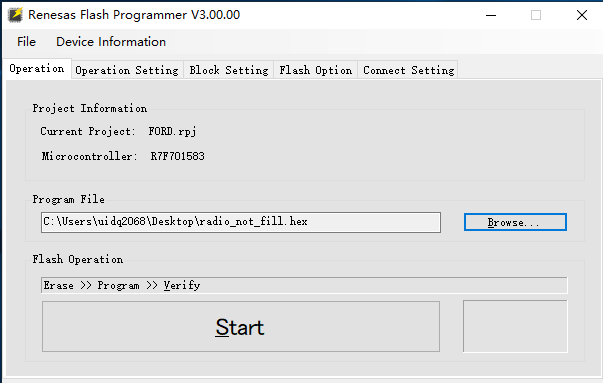 Renesas Flash Programmer V3.00.00
File Device Information
Operation Operation Setting Block Setting Flash Option Connect Setting
Project Information
Current Project: FORD.rpj
Microcontroller: R7F701583
Program File
C:\Users\uidq2068\Desktop\radio_not_fill.hex Browse...
Flash Operation
Erase >> Program >> Verify
Start